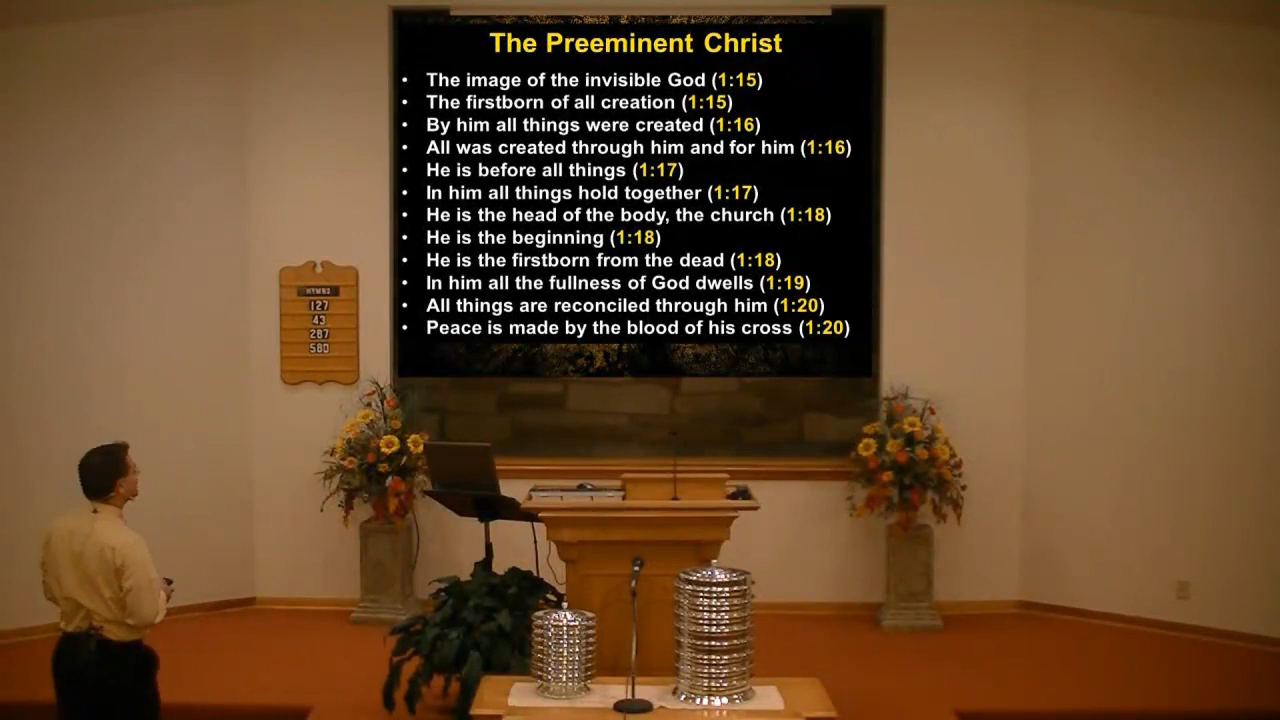 The Preeminent Christ
• The image of the invisible God (1:15)
• The firstborn of all creation (1:15)
• By him all things were created (1:16)
• All was created through him and for him (1:16)
• He is before all things (1:17)
• In him all things hold together (1:17)
• He is the head of the body, the church (1:18)
• He is the beginning (1:18)
• He is the firstborn from the dead (1:18)
• In him all the fullness of God dwells (1:19)
• All things are reconciled through him (1:20)
• Peace is made by the blood of his cross (1:20)
HYMNS
127
43
287
580